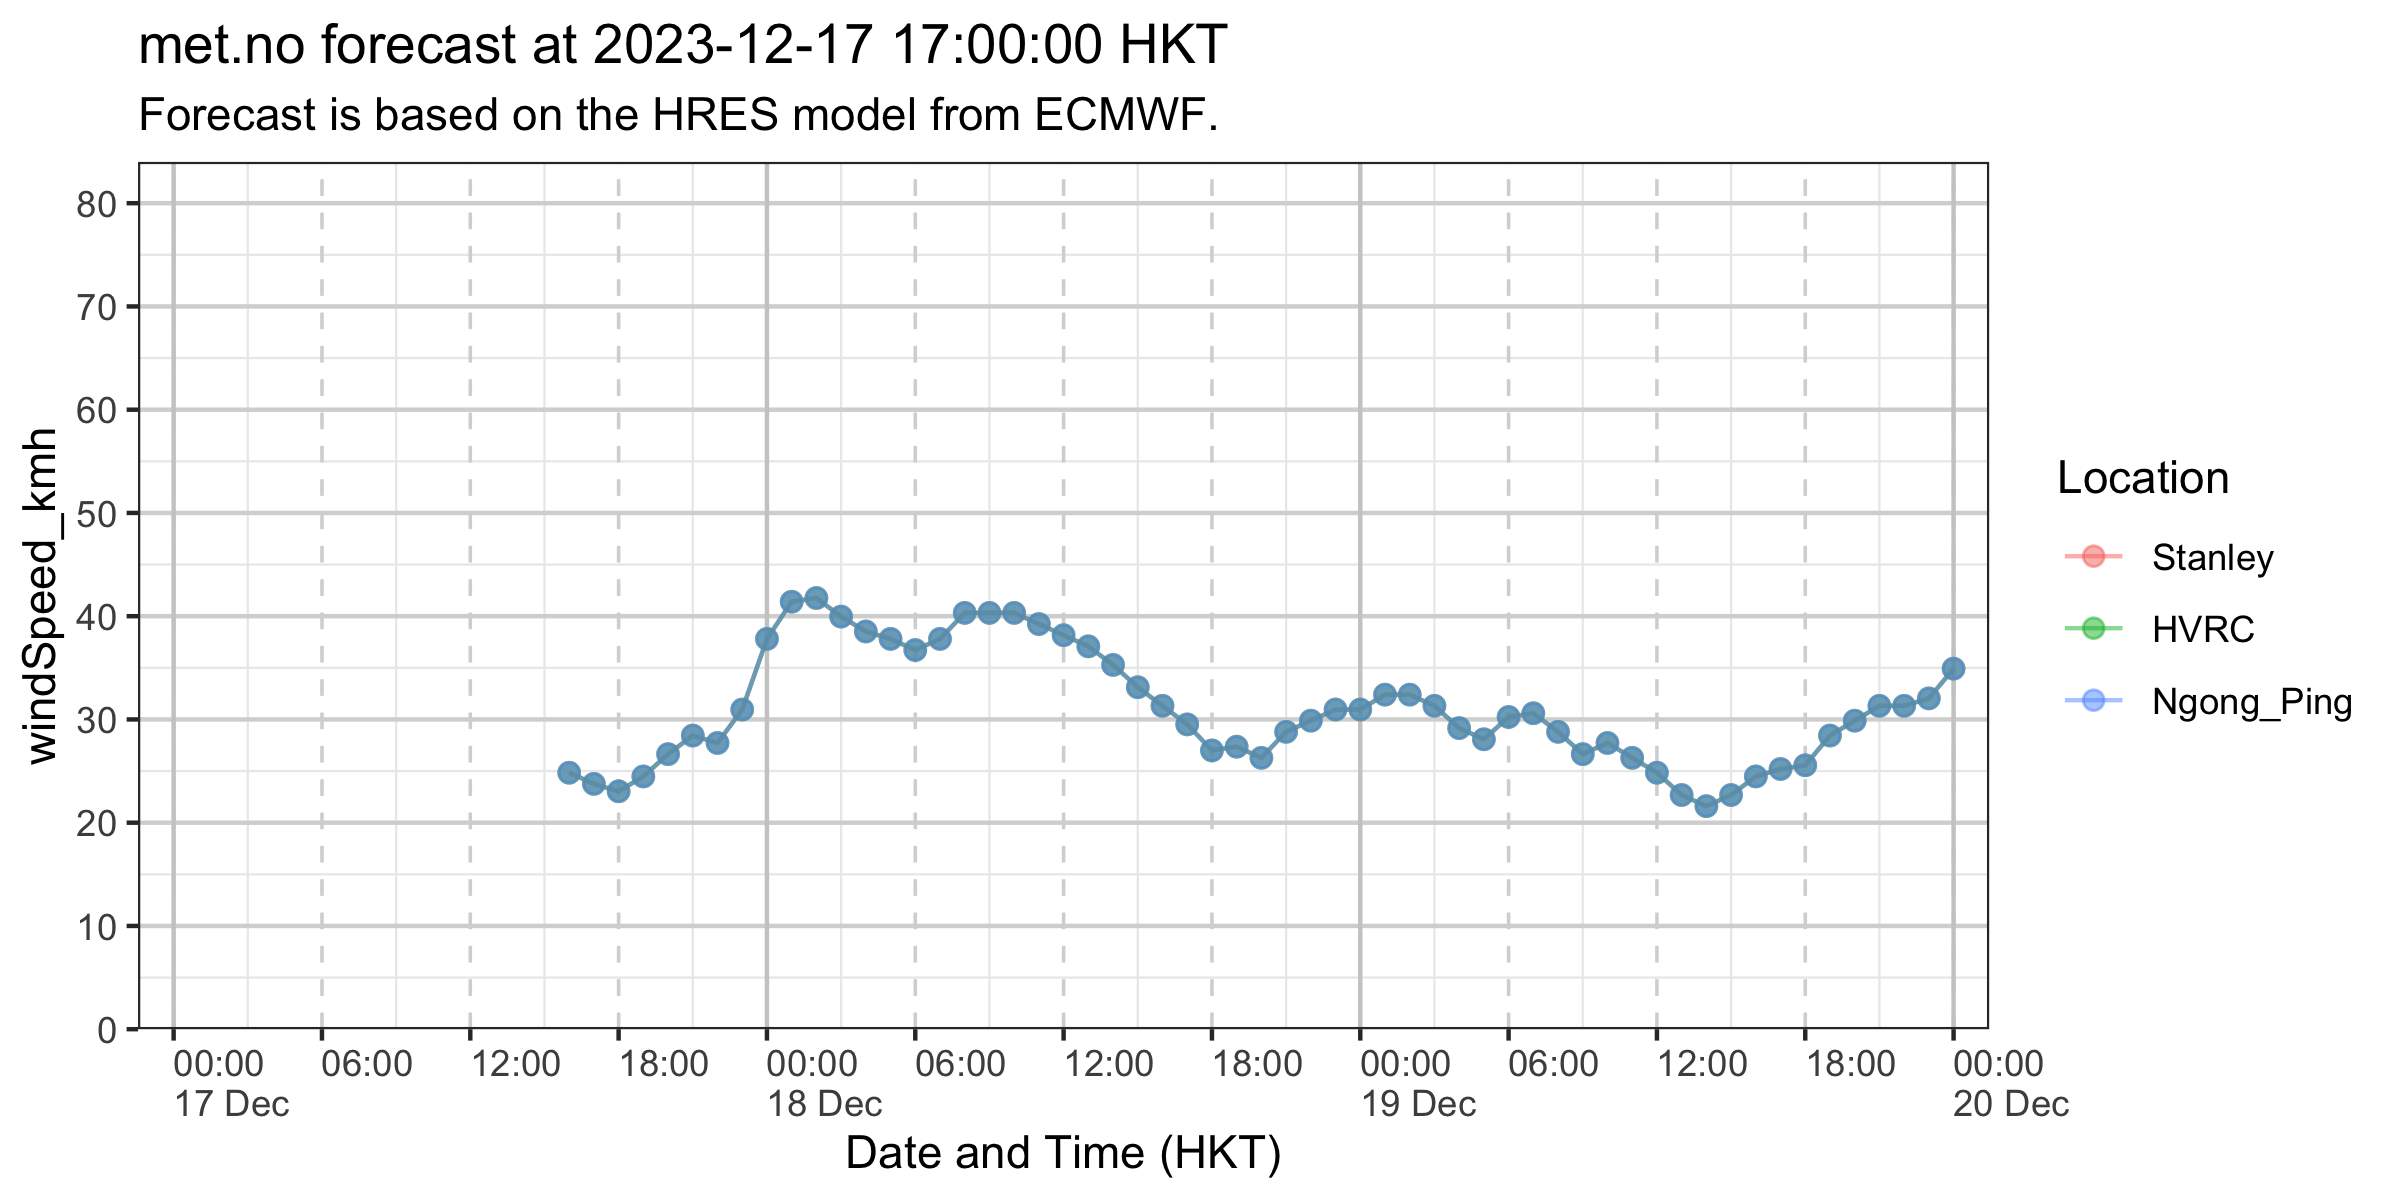 met.no forecast at 2023-12-17 17:00:00 HKT
Forecast is based on the HRES model from ECMWF.
windSpeed_kmh
80
70
60
50
40
30
20
10
0
00:00 06:00 12:00 18:00 00:00 06:00 12:00 18:00 00:00 06:00 12:00 18:00 00:00
17 Dec 18 Dec 19 Dec 20 Dec
Date and Time (HKT)
Location
Stanley
HVRC
Ngong_Ping